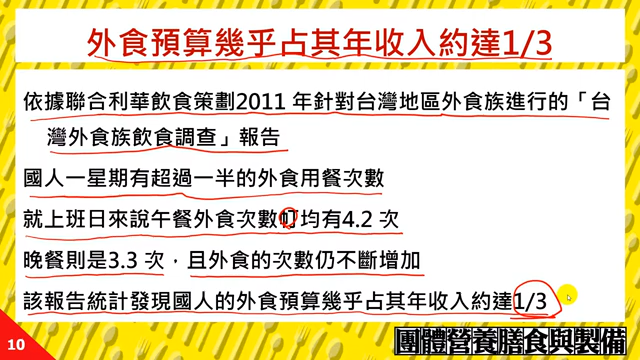 外食預算幾乎占其年收入約達1/3
依據聯合利華飲食策劃2011 年針對台灣地區外食族進行的「台
灣外食族飲食調查」報告
國人一星期有超過一半的外食用餐次數
就上班日來說午餐外食次數叮均有4.2 次
晚餐則是3.3 次，且外食的次數仍不斷增加
該報告統計發現國人的外食預算幾乎占其年收入約達1/3
10
團體營養膳食與製備